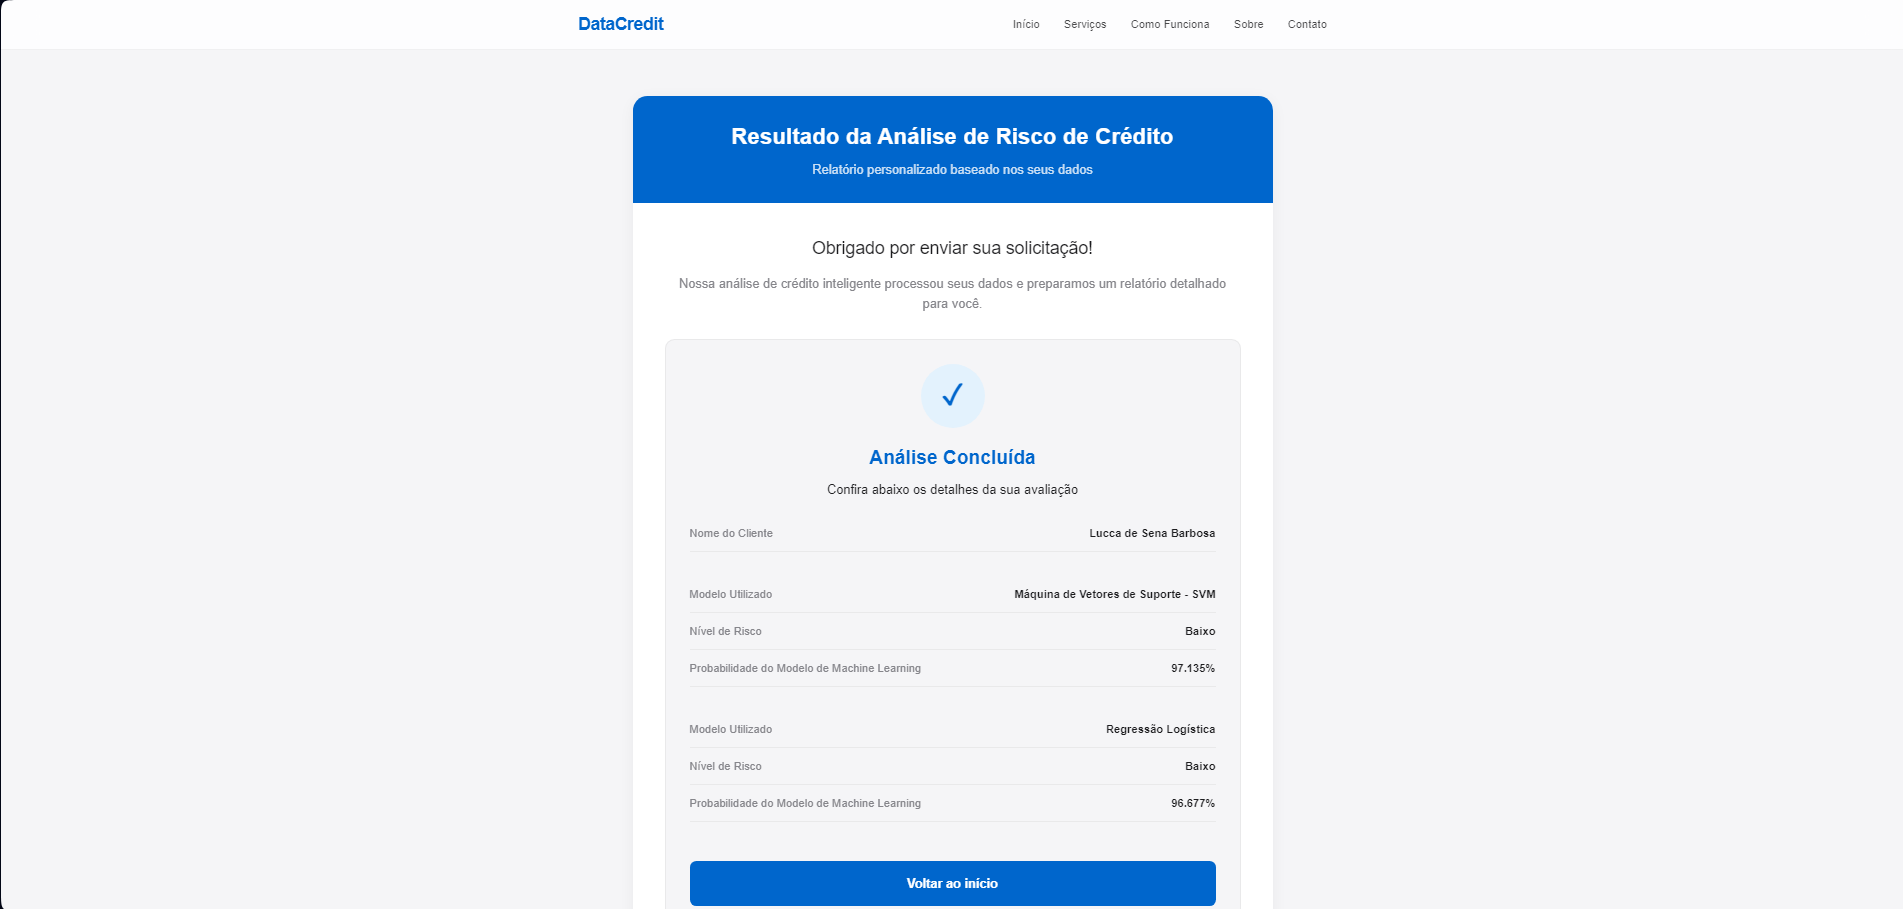 DataCredit
Início Serviços Como Funciona Sobre Contato
Resultado da Análise de Risco de Crédito
Relatório personalizado baseado nos seus dados
Obrigado por enviar sua solicitação!
Nossa análise de crédito inteligente processou seus dados e preparamos um relatório detalhado
para você.
Análise Concluída
Confira abaixo os detalhes da sua avaliação
Nome do Cliente Lucca de Sena Barbosa
Modelo Utilizado Máquina de Vetores de Suporte - SVM
Nível de Risco Baixo
Probabilidade do Modelo de Machine Learning 97.135%
Modelo Utilizado Regressão Logística
Nível de Risco Baixo
Probabilidade do Modelo de Machine Learning 96.677%
Voltar ao início